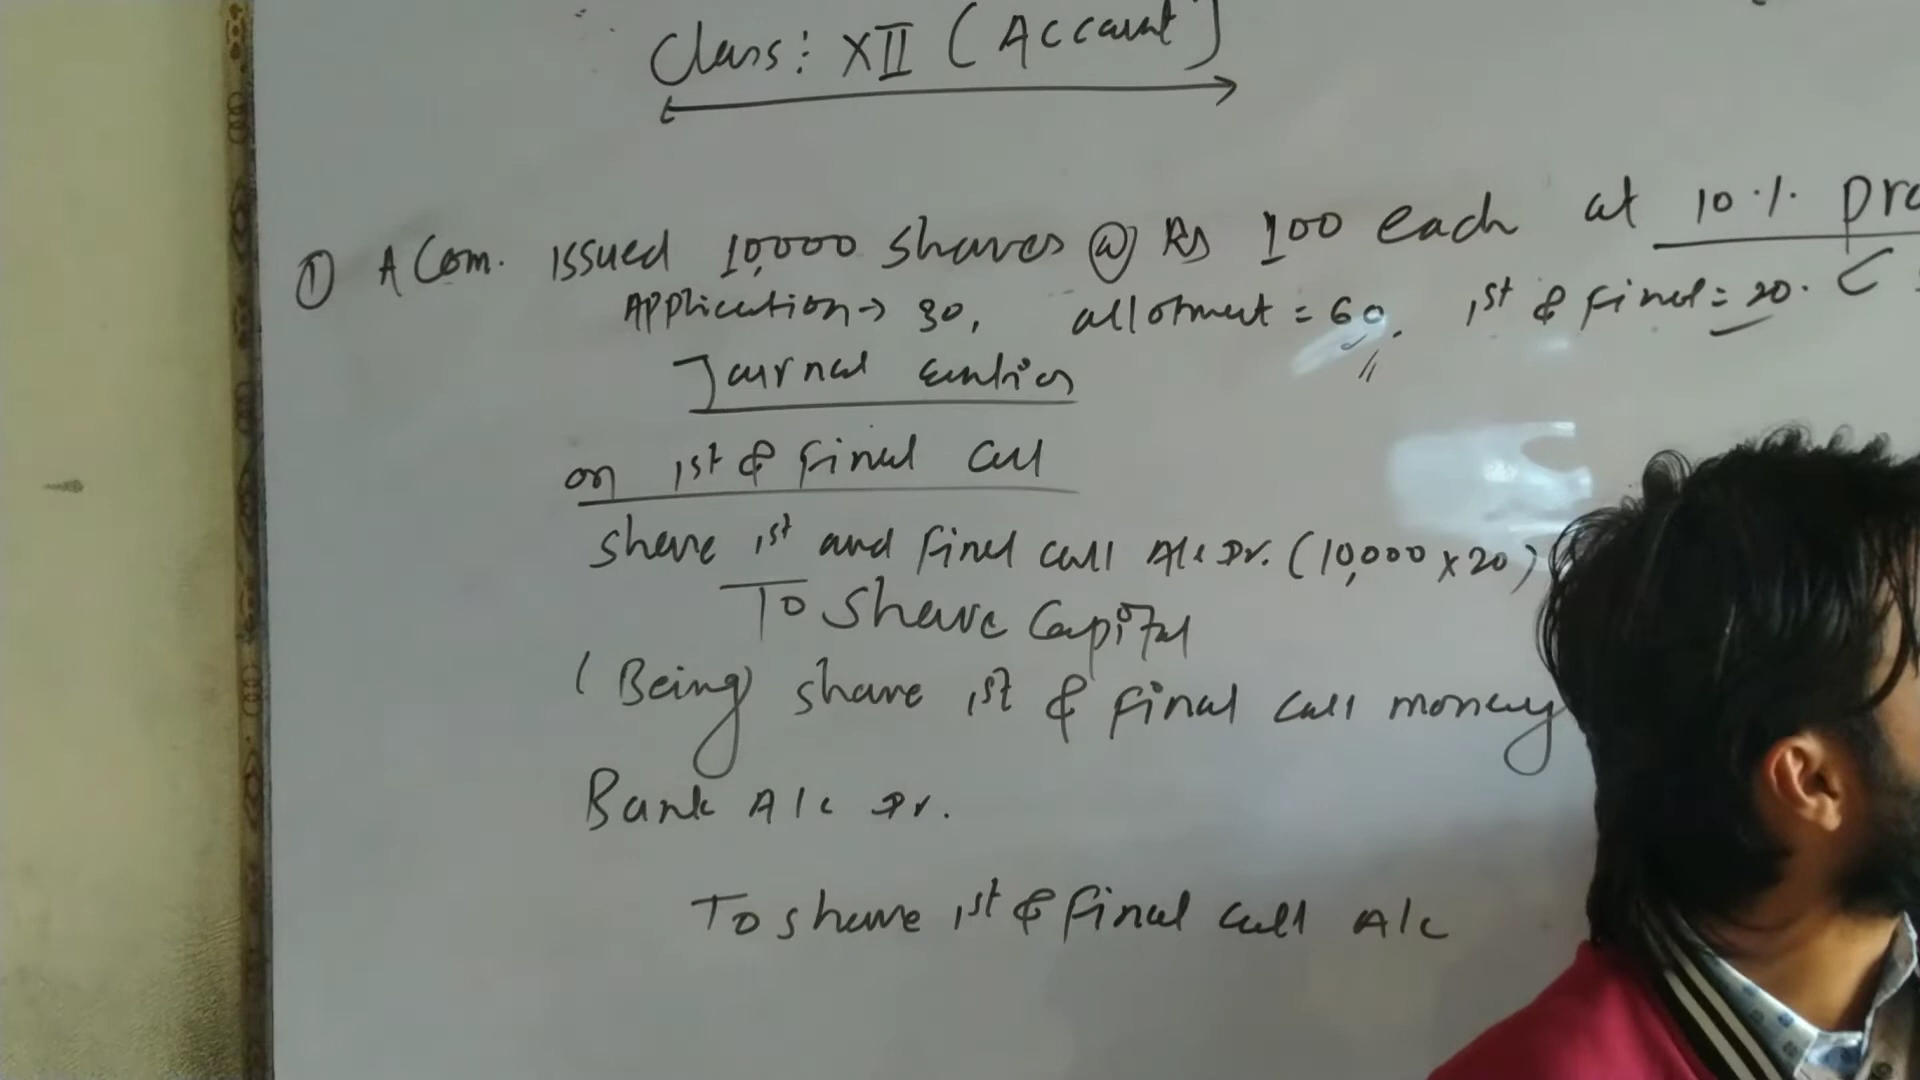 Class: XII (Account)
① A Com. issued 10,000 shares @ Rs 100 each at 10%
Application → 30, allotment = 60, 1st & final = 20. (
Journal entries
on 1st & final call
share 1st and final call A/c Dr. (10,000 x 20)
To share capital
(Being share 1st & final call money
Bank A/c Dr.
To share 1st & final call A/c